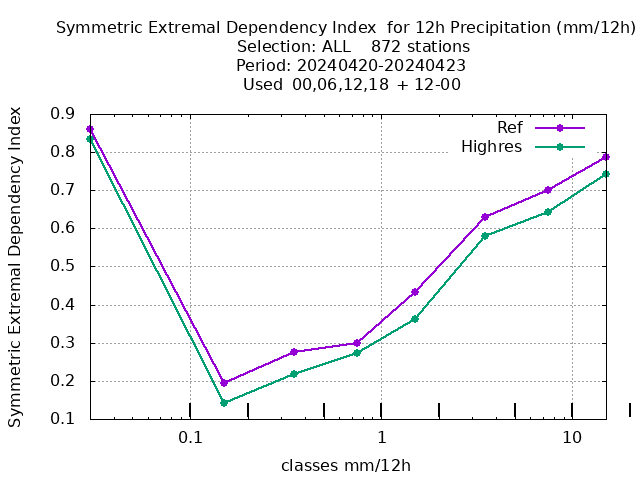 Symmetric Extremal Dependency Index  for 12h Precipitation (mm/12h)
Selection: ALL    872 stations
Period: 20240420-20240423
Used  00,06,12,18  + 12-00
Symmetric Extremal Dependency Index
Ref
Highres
0.9
0.8
0.7
0.6
0.5
0.4
0.3
0.2
0.1
0.1
1
10
classes mm/12h